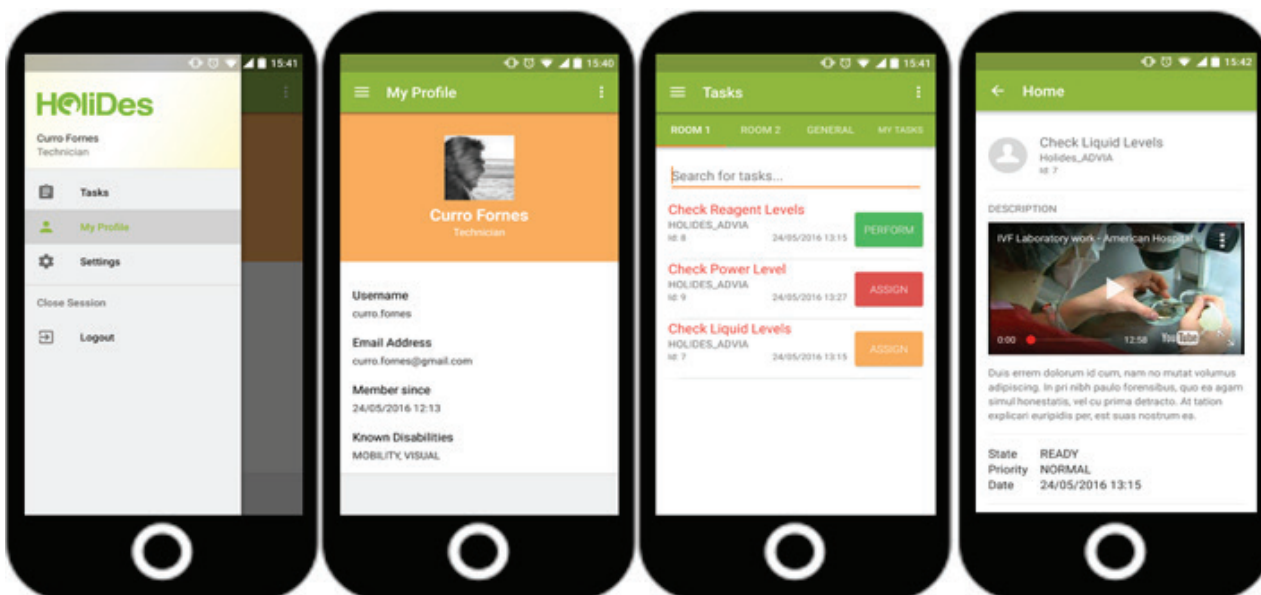 15:41
HOliDes
Curro Fornes
Technician
Tasks
My Profile
Settings
Close Session
Logout
15:40
My Profile
Curro Fornes
Technician
Username
curro.fornes
Email Address
curro.fornes@gmail.com
Member since
24/05/2016 12:13
Known Disabilities
MOBILITY, VISUAL
15:41
Tasks
ROOM 1 ROOM 2 GENERAL MY TASKS
Search for tasks...
Check Reagent Levels
HOLIDES_ADVIA
Id: 8 24/05/2016 13:15
PERFORM
Check Power Level
HOLIDES_ADVIA
Id: 9 24/05/2016 13:27
ASSIGN
Check Liquid Levels
HOLIDES_ADVIA
Id: 7 24/05/2016 13:15
ASSIGN
15:42
Home
Check Liquid Levels
Holides_ADVIA
Id: 7
DESCRIPTION
IVF Laboratory work - American Hospital
0:00 12:58 YouTube
Duis errem dolorum id cum, nam no mutat volumus
adipiscing. In pri nibh paulo forensibus, quo ea agam
simul honestatis, vel cu prima detracto. At tation
explicari euripidis per, est suas nostrum ea.
State READY
Priority NORMAL
Date 24/05/2016 13:15